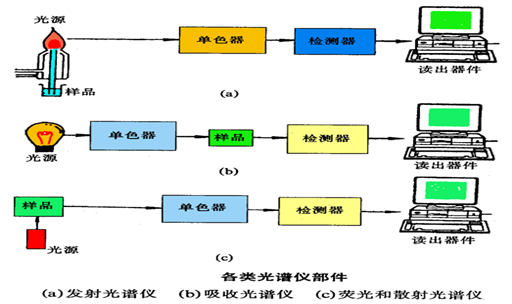 光源
单色器
检测器
样品
读出器件
(a)
单色器
样品
检测器
光源
读出器件
(b)
样品
单色器
检测器
光源
读出器件
(c)
各类光谱仪部件
(a)发射光谱仪 (b)吸收光谱仪 (c)荧光和散射光谱仪